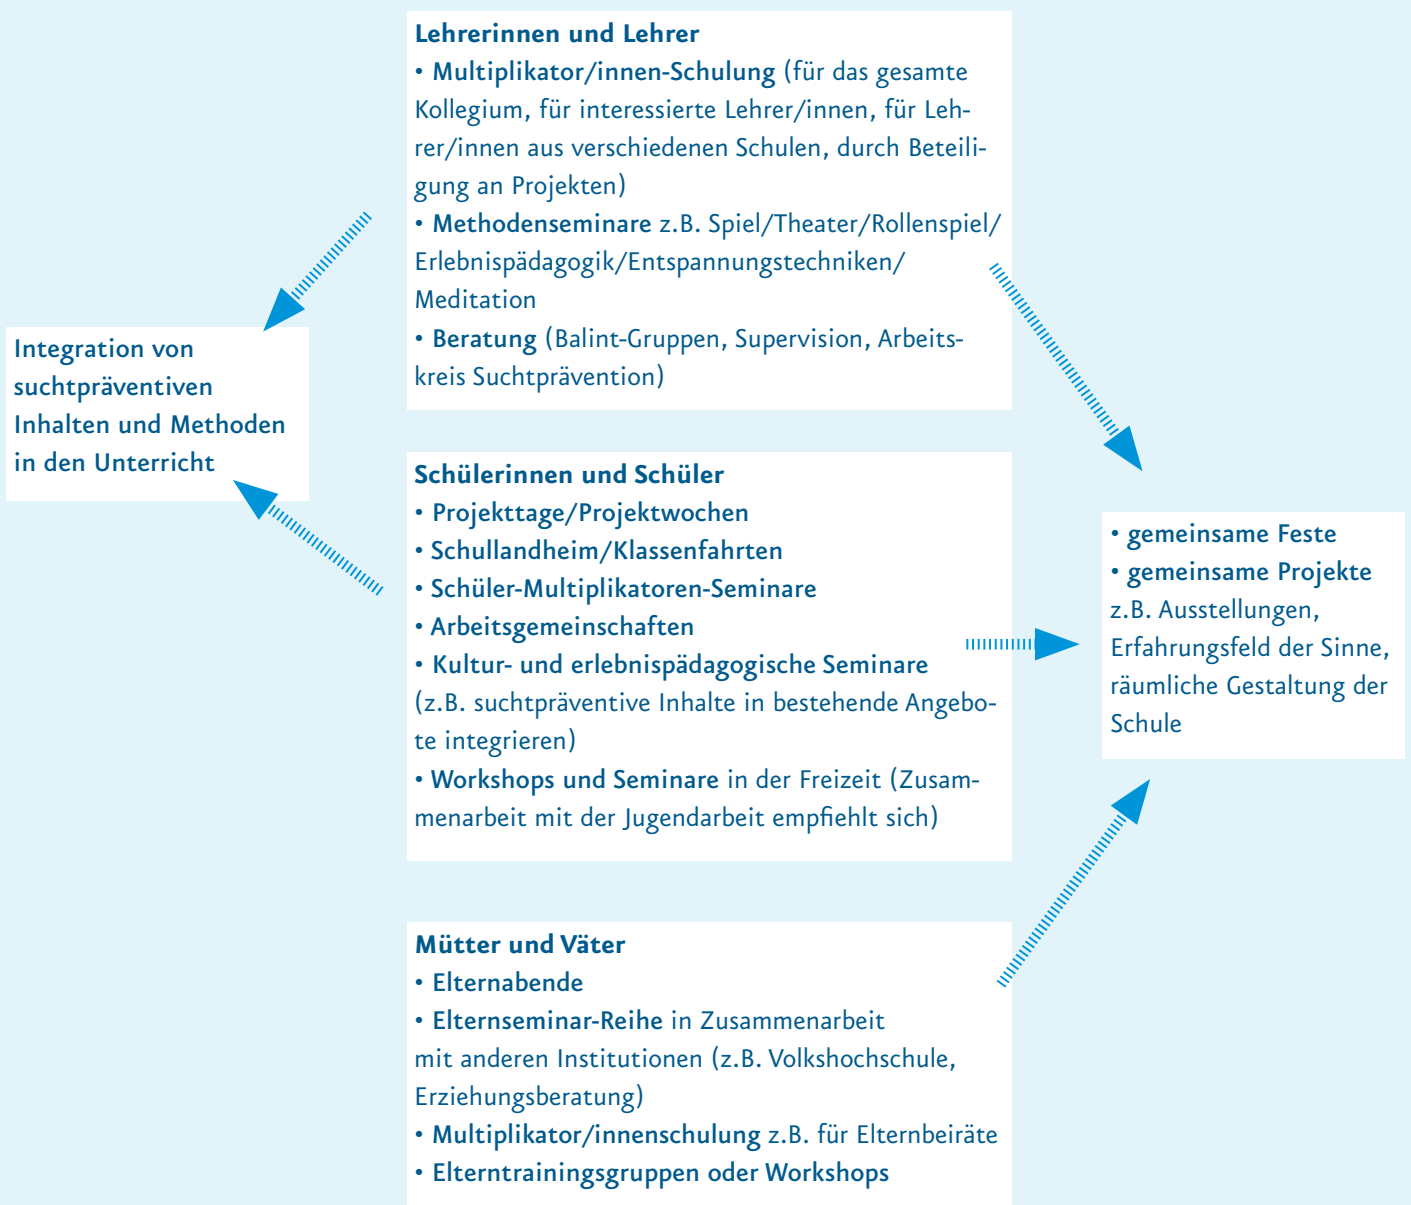 Lehrerinnen und Lehrer
• Multiplikator/innen-Schulung (für das gesamte
Kollegium, für interessierte Lehrer/innen, für Leh-
rer/innen aus verschiedenen Schulen, durch Beteili-
gung an Projekten)
• Methodenseminare z.B. Spiel/Theater/Rollenspiel/
Erlebnispädagogik/Entspannungstechniken/
Meditation
• Beratung (Balint-Gruppen, Supervision, Arbeits-
kreis Suchtprävention)
Integration von
suchtpräventiven
Inhalten und Methoden
in den Unterricht
Schülerinnen und Schüler
• Projekttage/Projektwochen
• Schullandheim/Klassenfahrten
• Schüler-Multiplikatoren-Seminare
• Arbeitsgemeinschaften
• Kultur- und erlebnispädagogische Seminare
(z.B. suchtpräventive Inhalte in bestehende Angebo-
te integrieren)
• Workshops und Seminare in der Freizeit (Zusam-
menarbeit mit der Jugendarbeit empfiehlt sich)
• gemeinsame Feste
• gemeinsame Projekte
z.B. Ausstellungen,
Erfahrungsfeld der Sinne,
räumliche Gestaltung der
Schule
Mütter und Väter
• Elternabende
• Elternseminar-Reihe in Zusammenarbeit
mit anderen Institutionen (z.B. Volkshochschule,
Erziehungsberatung)
• Multiplikator/innenschulung z.B. für Elternbeiräte
• Elterntrainingsgruppen oder Workshops